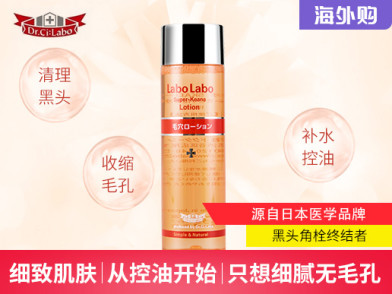 Dr.Ci:Labo
海外购
清理
黑头
收缩
毛孔
Labo Labo
Super-Keana
Lotion
毛穴ローション
Simple & Natural
补水
控油
源自日本医学品牌
黑头角栓终结者
细致肌肤 | 从控油开始 | 只想细腻无毛孔